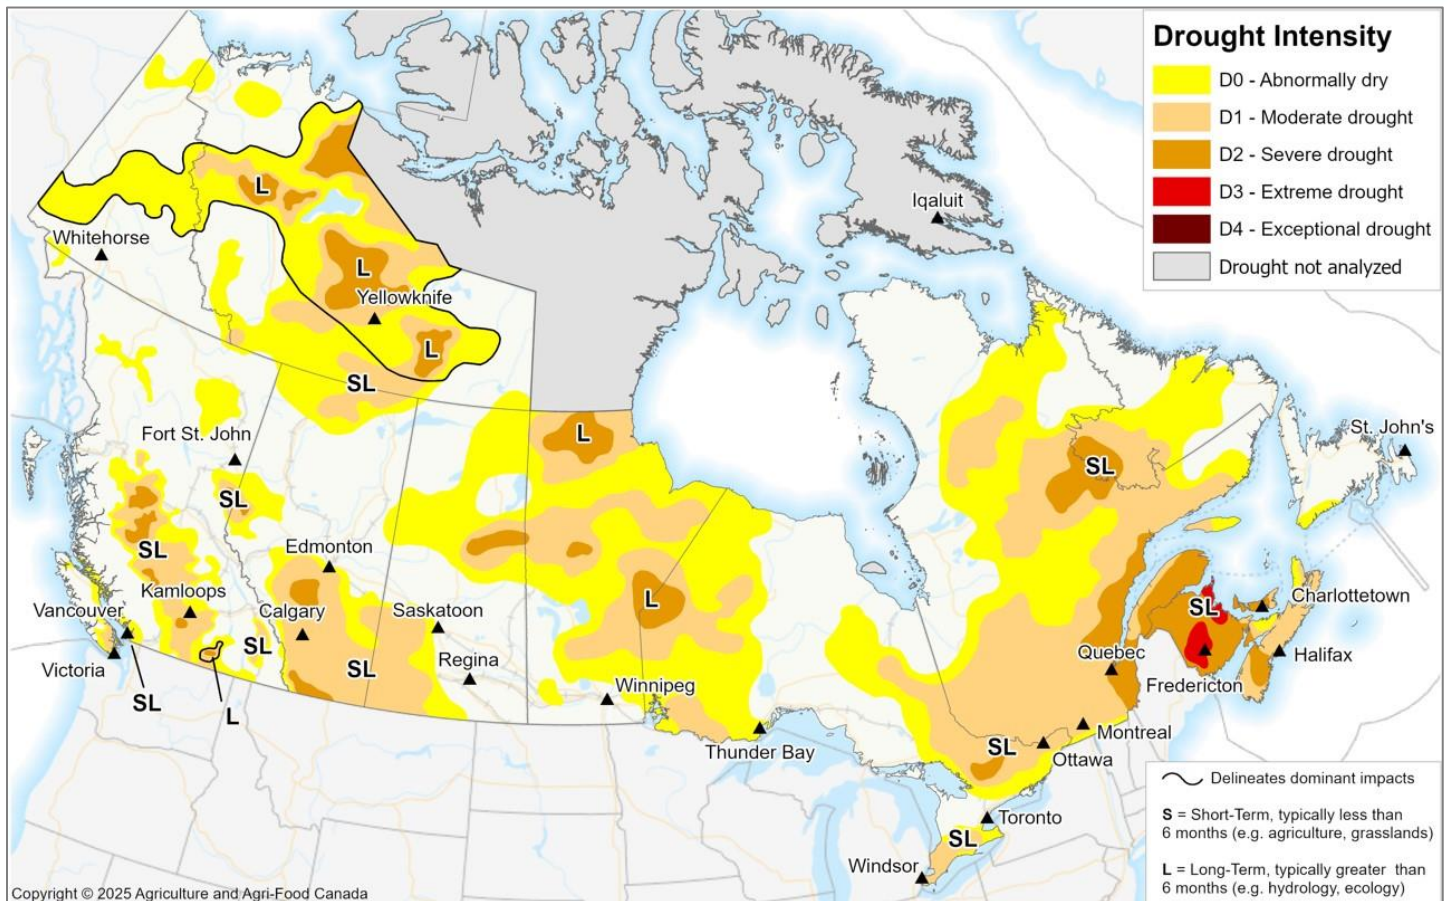 Drought Intensity
D0 - Abnormally dry
D1 - Moderate drought
D2 - Severe drought
D3 - Extreme drought
D4 - Exceptional drought
Drought not analyzed
L
Iqaluit
Whitehorse
L
Yellowknife
L
SL
L
St. John's
Fort St. John
SL
SL
SL
Edmonton
Kamloops
L
SL
Charlottetown
Vancouver
Calgary
Saskatoon
SL
SL
Regina
Quebec
Halifax
Victoria
Winnipeg
Fredericton
SL
L
Thunder Bay
Montreal
SL
Ottawa
Toronto
SL
Windsor
Delineates dominant impacts
S = Short-Term, typically less than
6 months (e.g. agriculture, grasslands)
L = Long-Term, typically greater than
6 months (e.g. hydrology, ecology)
Copyright © 2025 Agriculture and Agri-Food Canada